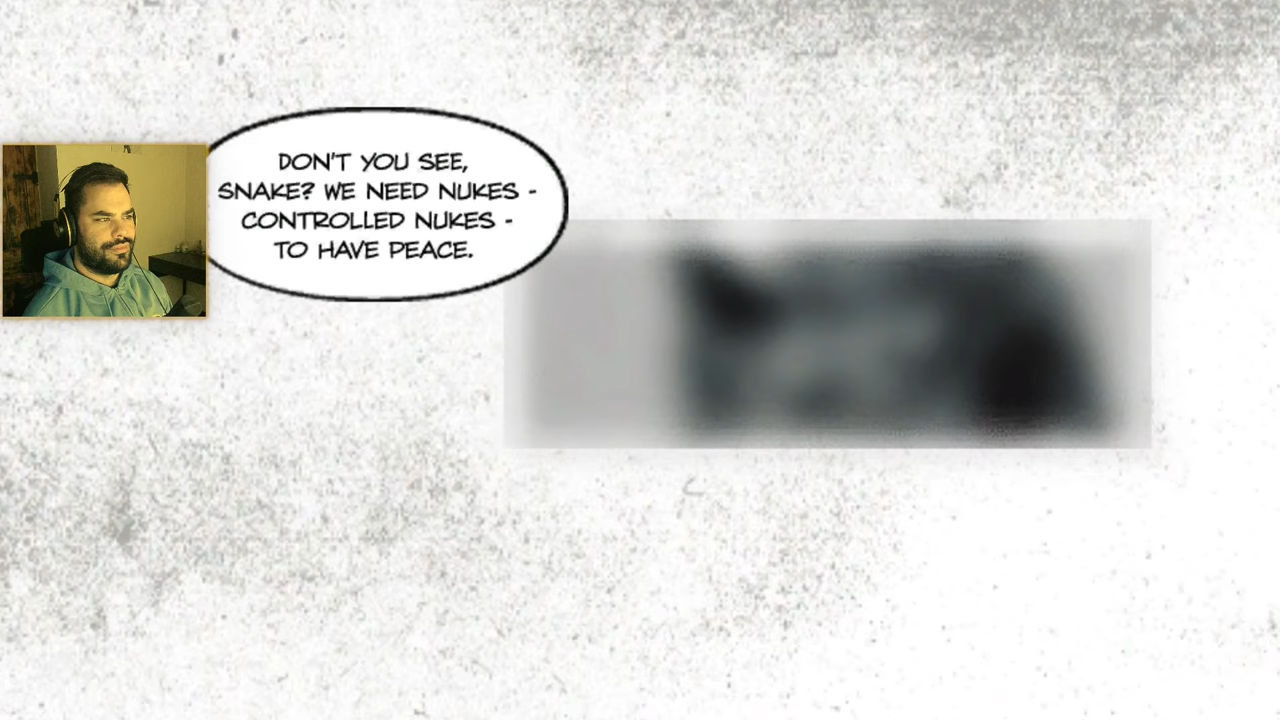 DON'T YOU SEE,
SNAKE? WE NEED NUKES -
CONTROLLED NUKES -
TO HAVE PEACE.